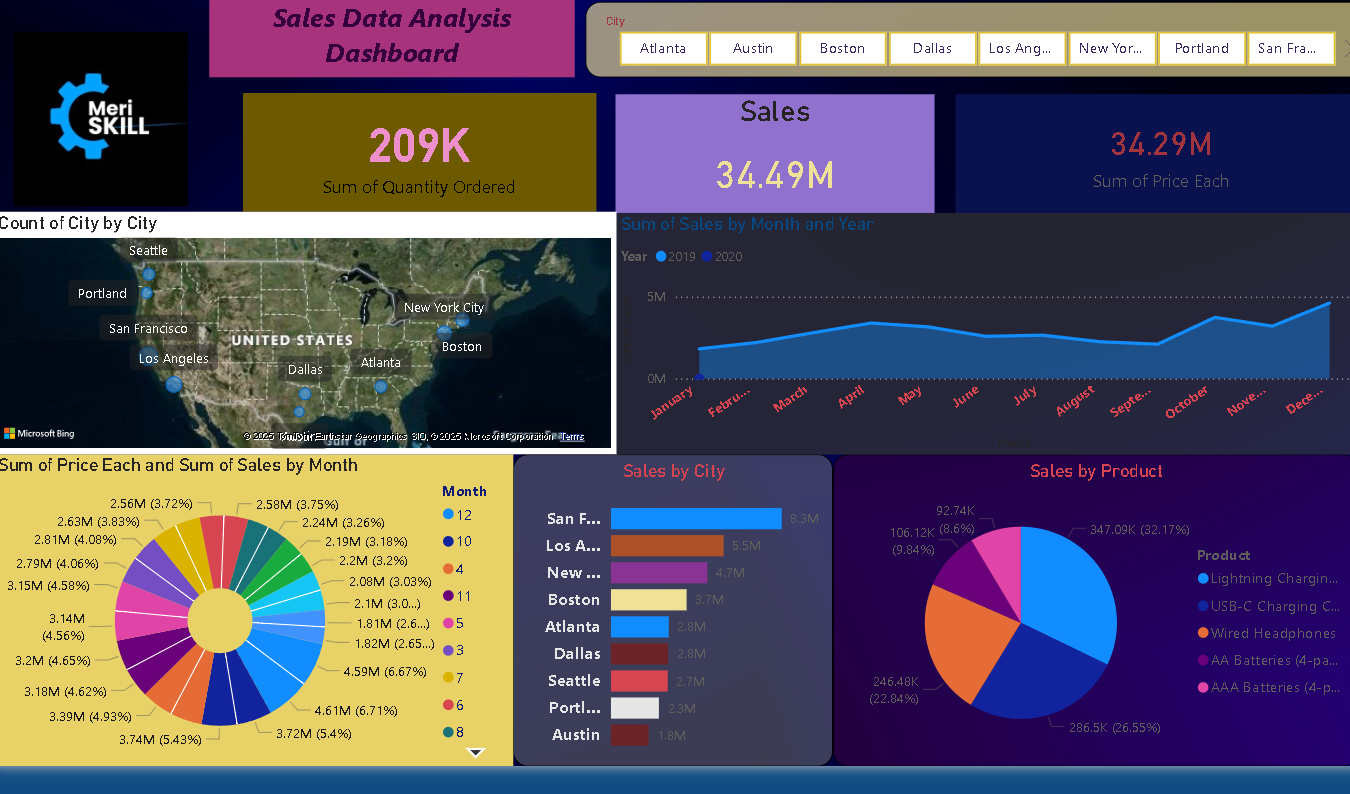 Sales Data Analysis
Dashboard
City
Atlanta
Austin
Boston
Dallas
Los Ang...
New Yor...
Portland
San Fra...
Meri
SKILL
209K
Sum of Quantity Ordered
Sales
34.49M
34.29M
Sum of Price Each
Count of City by City
Seattle
Portland
San Francisco
Los Angeles
UNITED STATES
Dallas
Atlanta
New York City
Boston
Microsoft Bing
Earthstar Geographics SIO, © 2025 Microsoft Corporation Terms
Sum of Sales by Month and Year
Year 2019 2020
5M
0M
January
Febru...
March
April
May
June
July
August
Septe...
October
Nove...
Dece...
Sum of Price Each and Sum of Sales by Month
2.56M (3.72%)
2.63M (3.83%)
2.81M (4.08%)
2.79M (4.06%)
3.15M (4.58%)
3.14M
(4.56%)
3.2M (4.65%)
3.18M (4.62%)
3.39M (4.93%)
3.74M (5.43%)
2.58M (3.75%)
2.24M (3.26%)
2.19M (3.18%)
2.2M (3.2%)
2.08M (3.03%)
2.1M (3.0...)
1.81M (2.6...)
1.82M (2.65...)
4.59M (6.67%)
4.61M (6.71%)
3.72M (5.4%)
Month
12
10
4
11
5
3
7
6
8
Sales by City
San F... 8.3M
Los A... 5.5M
New ... 4.7M
Boston 3.7M
Atlanta 2.8M
Dallas 2.8M
Seattle 2.7M
Portl... 2.3M
Austin 1.8M
Sales by Product
92.74K
(8.6%)
106.12K
(9.84%)
246.48K
(22.84%)
347.09K (32.17%)
286.5K (26.55%)
Product
Lightning Chargin...
USB-C Charging C...
Wired Headphones
AA Batteries (4-pa...
AAA Batteries (4-p...